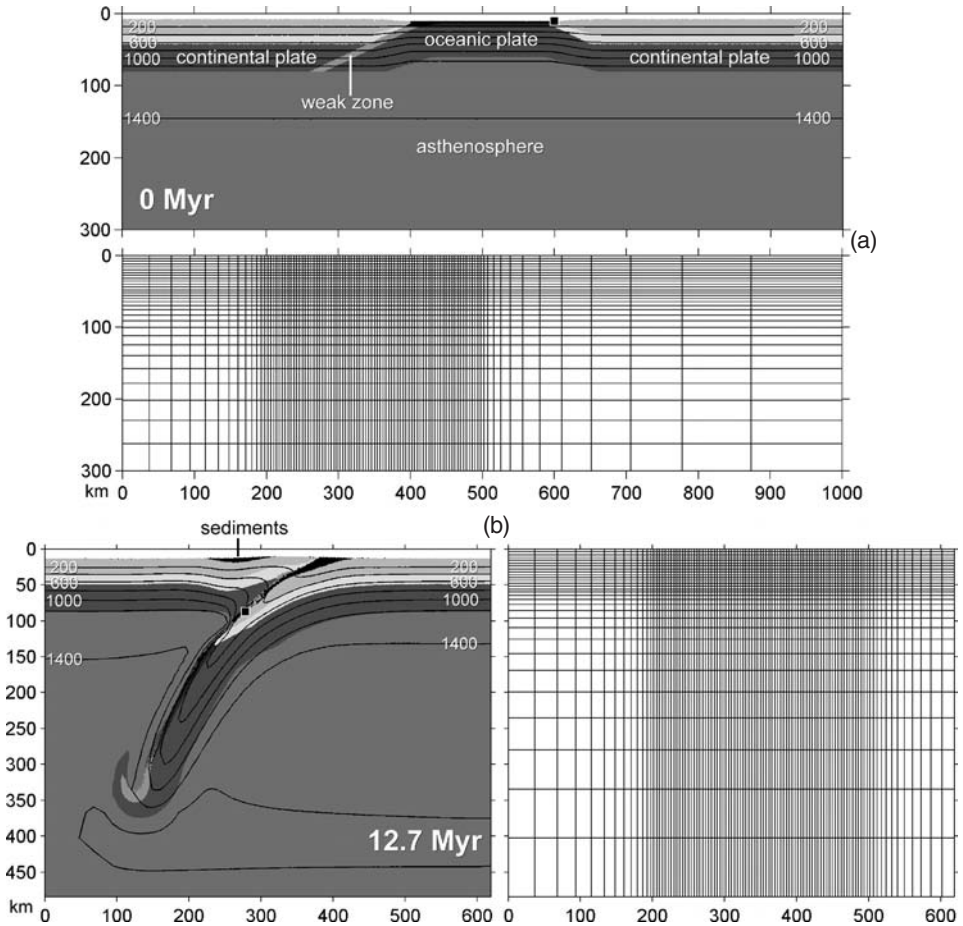 0
200
600
1000
continental plate
oceanic plate
continental plate
200
600
1000
100
weak zone
1400
1400
asthenosphere
200
0 Myr
300
(a)
0
100
200
300
km
0 100 200 300 400 500 600 700 800 900 1000
(b)
sediments
0
200
600
1000
200
600
1000
50
100
150
1400
1400
200
250
300
350
400
12.7 Myr
450
km
0 100 200 300 400 500 600
0 100 200 300 400 500 600